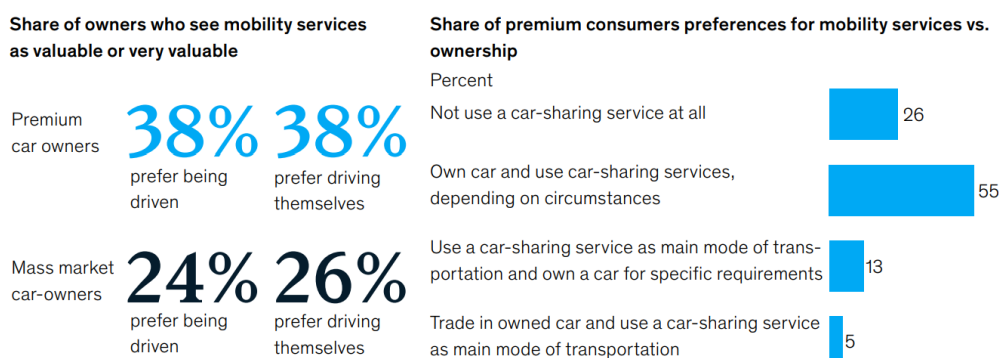 Share of owners who see mobility services
as valuable or very valuable
Premium
car owners
38% 38%
prefer being
driven
prefer driving
themselves
Mass market
car-owners
24% 26%
prefer being
driven
prefer driving
themselves
Share of premium consumers preferences for mobility services vs.
ownership
Percent
Not use a car-sharing service at all
26
Own car and use car-sharing services,
depending on circumstances
55
Use a car-sharing service as main mode of trans-
portation and own a car for specific requirements
13
Trade in owned car and use a car-sharing service
as main mode of transportation
5